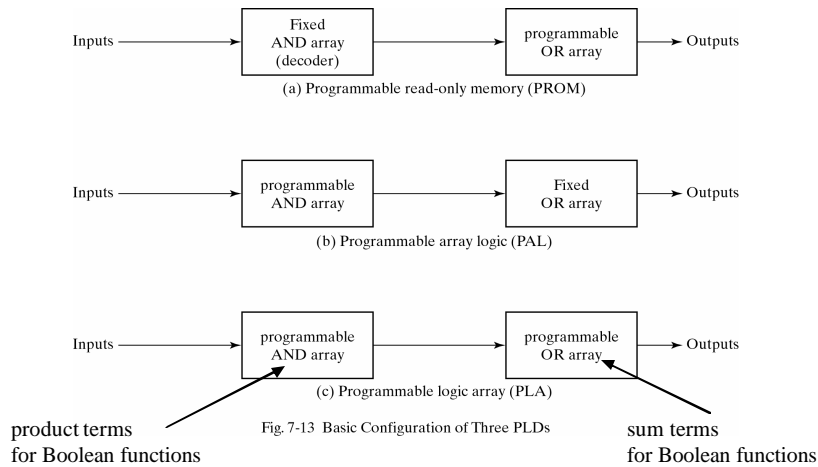 Inputs
Fixed
AND array
(decoder)
programmable
OR array
Outputs
(a) Programmable read-only memory (PROM)
Inputs
programmable
AND array
Fixed
OR array
Outputs
(b) Programmable array logic (PAL)
Inputs
programmable
AND array
programmable
OR array
Outputs
(c) Programmable logic array (PLA)
product terms
for Boolean functions
Fig. 7-13 Basic Configuration of Three PLDs
sum terms
for Boolean functions